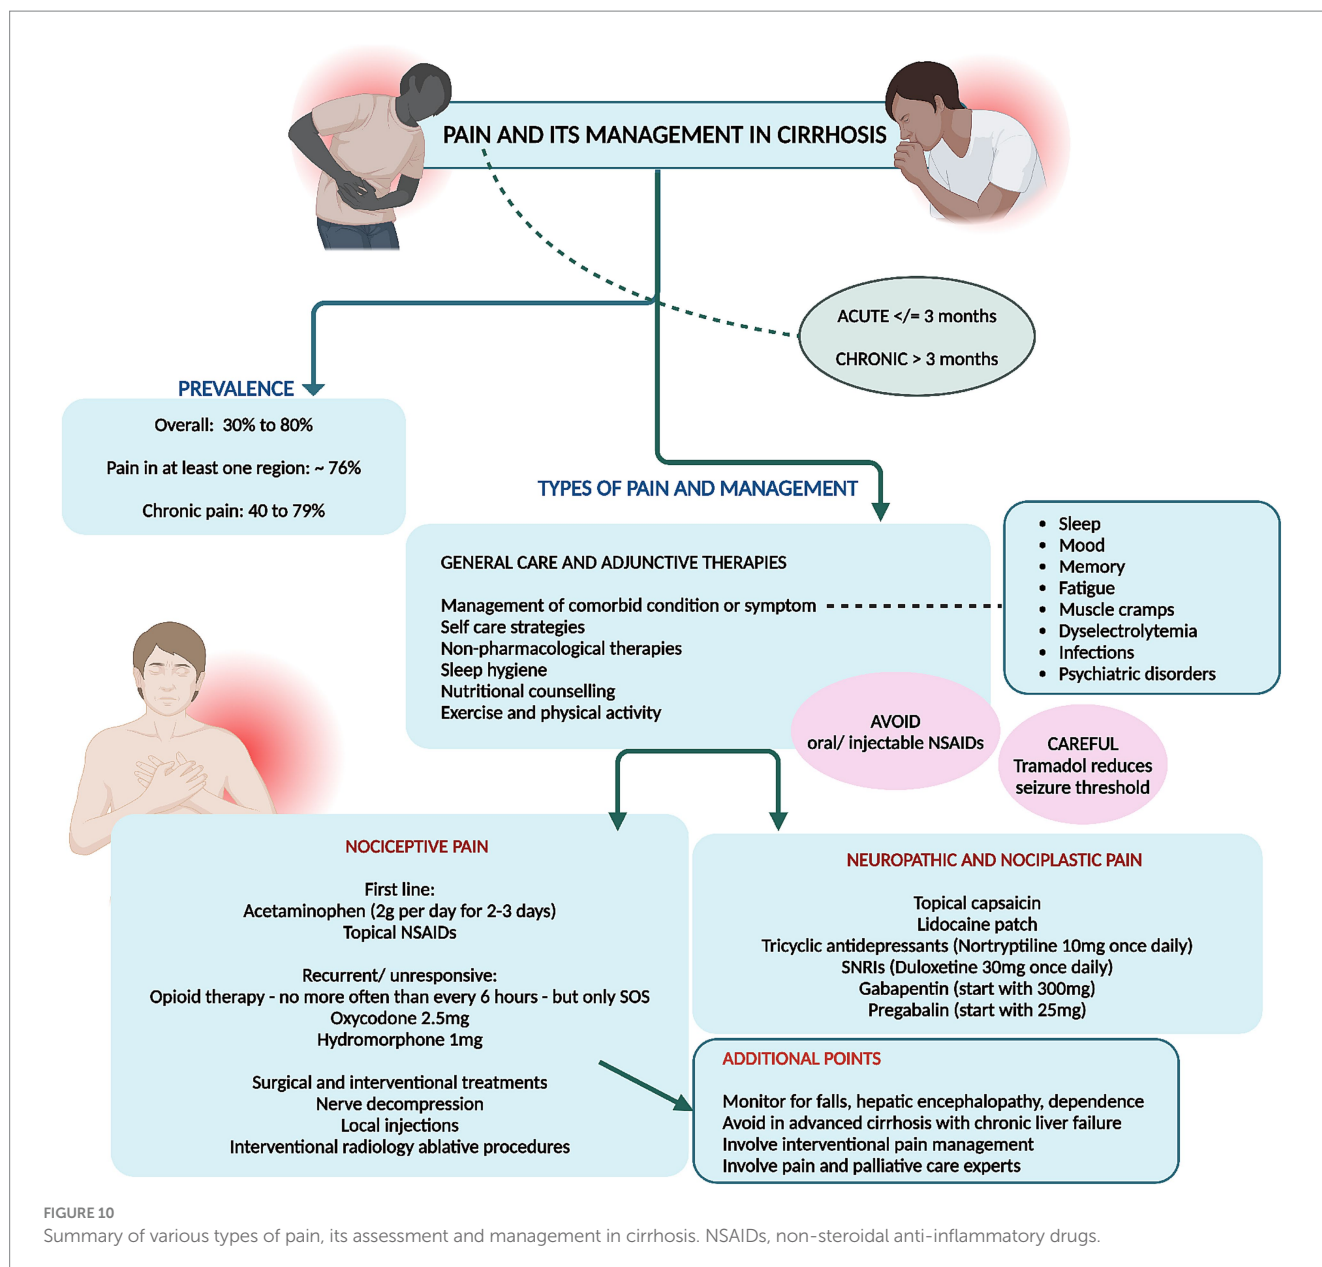 PAIN AND ITS MANAGEMENT IN CIRRHOSIS
ACUTE </= 3 months
CHRONIC > 3 months
PREVALENCE
Overall: 30% to 80%
Pain in at least one region: ~ 76%
Chronic pain: 40 to 79%
TYPES OF PAIN AND MANAGEMENT
GENERAL CARE AND ADJUNCTIVE THERAPIES
Management of comorbid condition or symptom
Self care strategies
Non-pharmacological therapies
Sleep hygiene
Nutritional counselling
Exercise and physical activity
• Sleep
• Mood
• Memory
• Fatigue
• Muscle cramps
• Dyselectrolytemia
• Infections
• Psychiatric disorders
AVOID
oral/ injectable NSAIDs
CAREFUL
Tramadol reduces
seizure threshold
NOCICEPTIVE PAIN
First line:
Acetaminophen (2g per day for 2-3 days)
Topical NSAIDs
Recurrent/ unresponsive:
Opioid therapy - no more often than every 6 hours - but only SOS
Oxycodone 2.5mg
Hydromorphone 1mg
Surgical and interventional treatments
Nerve decompression
Local injections
Interventional radiology ablative procedures
NEUROPATHIC AND NOCIPLASTIC PAIN
Topical capsaicin
Lidocaine patch
Tricyclic antidepressants (Nortryptiline 10mg once daily)
SNRIs (Duloxetine 30mg once daily)
Gabapentin (start with 300mg)
Pregabalin (start with 25mg)
ADDITIONAL POINTS
Monitor for falls, hepatic encephalopathy, dependence
Avoid in advanced cirrhosis with chronic liver failure
Involve interventional pain management
Involve pain and palliative care experts
FIGURE 10
Summary of various types of pain, its assessment and management in cirrhosis. NSAIDs, non-steroidal anti-inflammatory drugs.